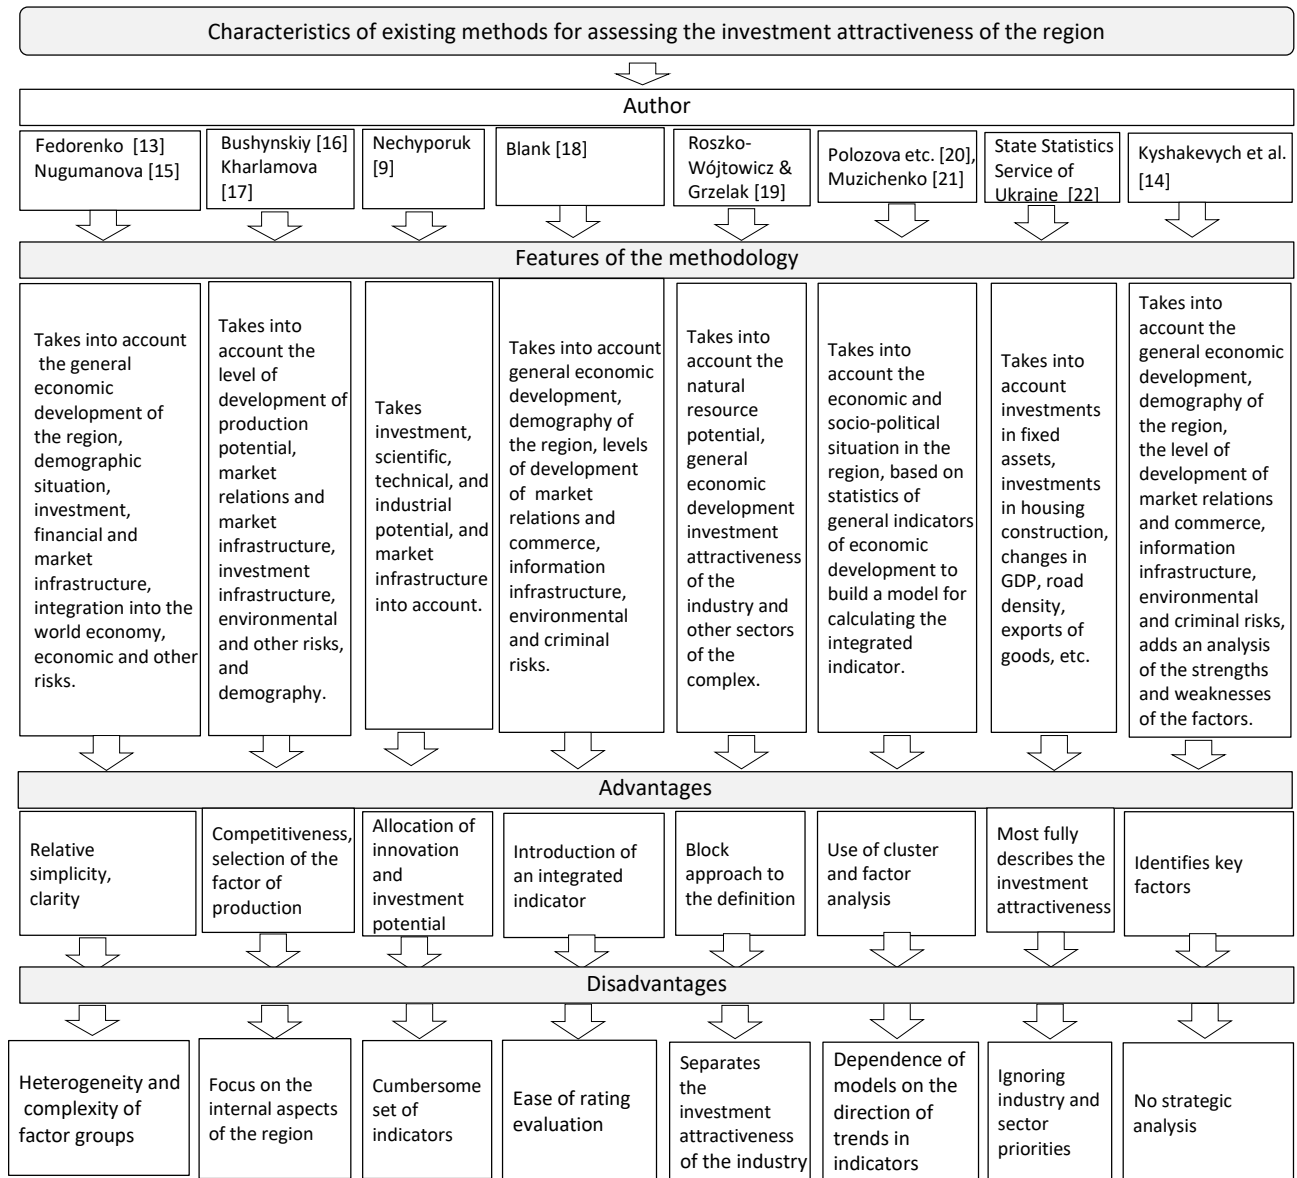 Characteristics of existing methods for assessing the investment attractiveness of the region
Author
Fedorenko [13]
Nugumanova [15]
Bushynskiy [16]
Kharlamova
[17]
Nechyporuk
[9]
Blank [18]
Roszko-
Wójtowicz &
Grzelak [19]
Polozova etc. [20],
Muzichenko [21]
State Statistics
Service of
Ukraine [22]
Kyshakevych et al.
[14]
Features of the methodology
Takes into account
the general
economic
development of
the region,
demographic
situation,
investment,
financial and
market
infrastructure,
integration into the
world economy,
economic and other
risks.
Takes into
account the
level of
development of
production
potential,
market
relations and
market
infrastructure,
investment
infrastructure,
environmental
and other risks,
and
demography.
Takes
investment,
scientific,
technical, and
industrial
potential, and
market
infrastructure
into account.
Takes into account
general economic
development,
demography of
the region, levels
of development
of market
relations and
commerce,
information
infrastructure,
environmental
and criminal
risks.
Takes into
account the
natural
resource
potential,
general
economic
development
investment
attractiveness
of the
industry and
other sectors
of the
complex.
Takes into
account the
economic and
socio-political
situation in the
region, based on
statistics of
general indicators
of economic
development to
build a model for
calculating the
integrated
indicator.
Takes into
account
investments
in fixed
assets,
investments
in housing
construction,
changes in
GDP, road
density,
exports of
goods, etc.
Takes into
account the
general economic
development,
demography of
the region,
the level of
development of
market relations
and commerce,
information
infrastructure,
environmental
and criminal risks,
adds an analysis
of the strengths
and weaknesses
of the factors.
Advantages
Relative
simplicity,
clarity
Competitiveness,
selection of the
factor of
production
Allocation of
innovation
and
investment
potential
Introduction of
an integrated
indicator
Block
approach to
the definition
Use of cluster
and factor
analysis
Most fully
describes the
investment
attractiveness
Identifies key
factors
Disadvantages
Heterogeneity and
complexity of
factor groups
Focus on the
internal aspects
of the region
Cumbersome
set of
indicators
Ease of rating
evaluation
Separates
the
investment
attractiveness
of the industry
Dependence of
models on the
direction of
trends in
indicators
Ignoring
industry and
sector
priorities
No strategic
analysis